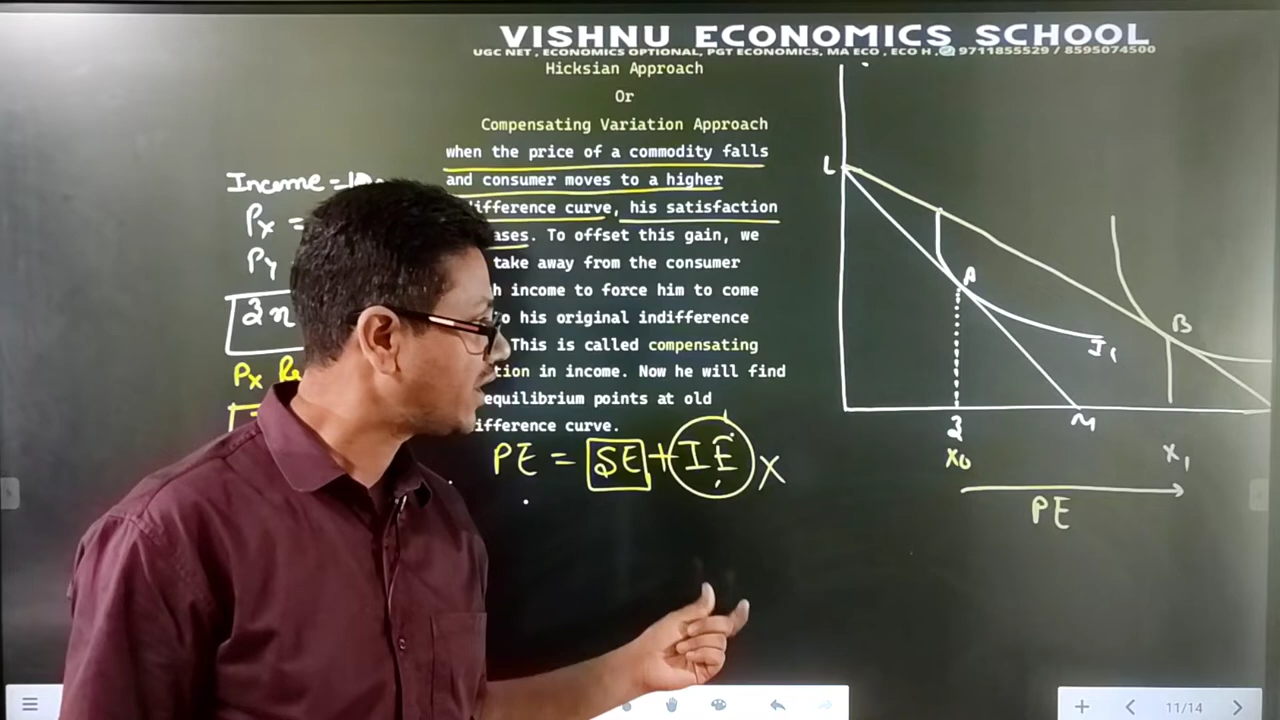 VISHNU ECONOMICS SCHOOL
UGC NET, ECONOMICS OPTIONAL, PGT ECONOMICS, MA ECO, ECO H, 9711855529 / 8595074500
Hicksian Approach
Or
Compensating Variation Approach
when the price of a commodity falls
and consumer moves to a higher
ifference curve, his satisfaction
ases. To offset this gain, we
take away from the consumer
h income to force him to come
o his original indifference
This is called compensating
tion in income. Now he will find
equilibrium points at old
ifference curve.
PE = SE + IE X
Income =
Px =
Py
Px
L
A
B
I1
M
X0
X1
PE
11/14